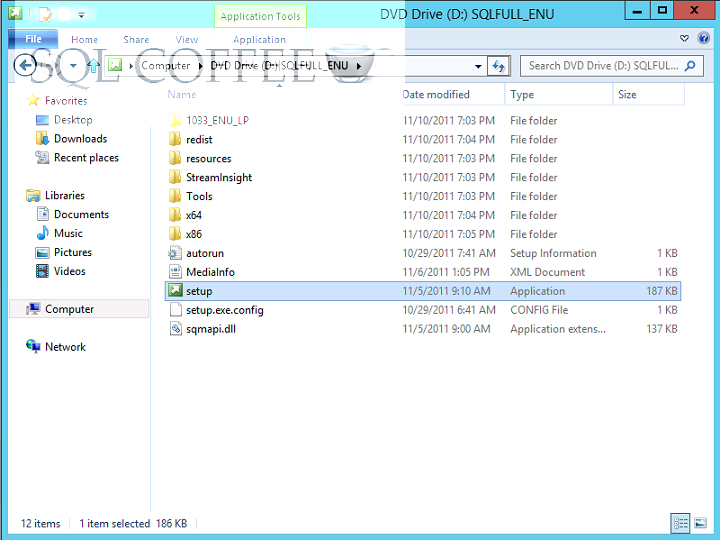 Application Tools
DVD Drive (D:) SQLFULL_ENU
File Home Share View Application
SQL COFFEE
Computer DVD Drive (D:) SQLFULL_ENU Search DVD Drive (D:) SQLFU...
Name Date modified Type Size
Favorites
Desktop
Downloads
Recent places
Libraries
Documents
Music
Pictures
Videos
Computer
Network
1033_ENU_LP 11/10/2011 7:03 PM File folder
redist 11/10/2011 7:04 PM File folder
resources 11/10/2011 7:03 PM File folder
StreamInsight 11/10/2011 7:03 PM File folder
Tools 11/10/2011 7:03 PM File folder
x64 11/10/2011 7:04 PM File folder
x86 11/10/2011 7:05 PM File folder
autorun 10/29/2011 7:41 AM Setup Information 1 KB
MediaInfo 11/6/2011 1:05 PM XML Document 1 KB
setup 11/5/2011 9:10 AM Application 187 KB
setup.exe.config 10/29/2011 6:41 AM CONFIG File 1 KB
sqmapi.dll 11/5/2011 9:00 AM Application extens... 137 KB
12 items 1 item selected 186 KB